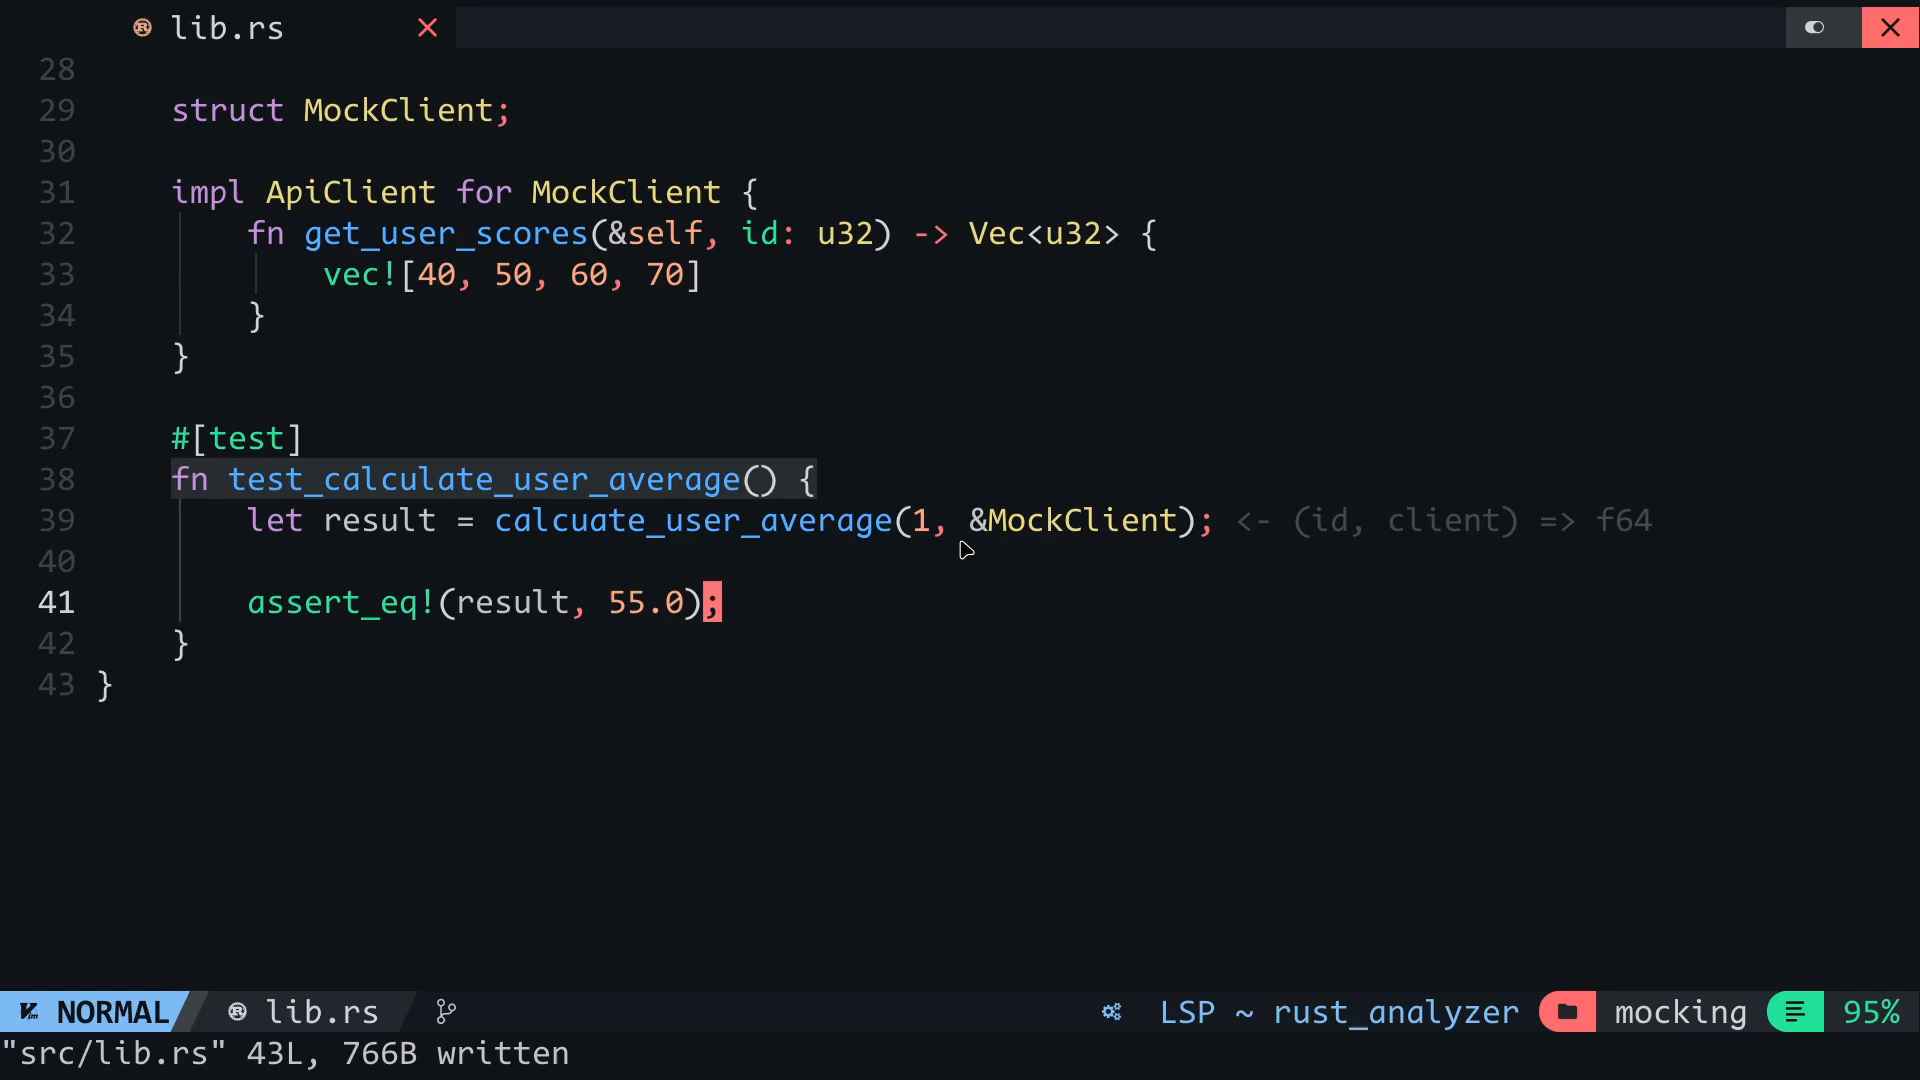 lib.rs
28
29 struct MockClient;
30
31 impl ApiClient for MockClient {
32 fn get_user_scores(&self, id: u32) -> Vec<u32> {
33 vec![40, 50, 60, 70]
34 }
35 }
36
37 #[test]
38 fn test_calculate_user_average() {
39 let result = calcuate_user_average(1, &MockClient); <- (id, client) => f64
40
41 assert_eq!(result, 55.0);
42 }
43 }
NORMAL lib.rs LSP ~ rust_analyzer mocking 95%
"src/lib.rs" 43L, 766B written